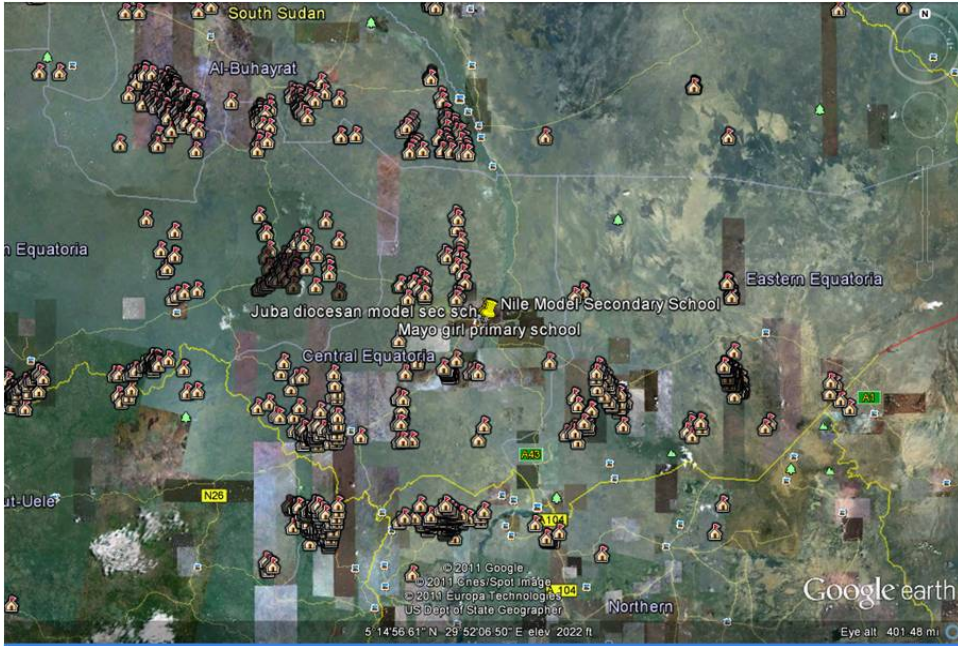 South Sudan
N
Al-Buhayrat
n Equatoria
Eastern Equatoria
Juba diocesan model sec sch
Nile Model Secondary School
Mayo girl primary school
Central Equatoria
A1
A43
N26
ut-Uele
A104
104
© 2011 Google
© 2011 Cnes/Spot Image
© 2011 Europa Technologies
US Dept of State Geographer
Northern
Google earth
5°14'56.61" N 29°52'06.50" E elev 2022 ft
Eye alt 401.48 mi